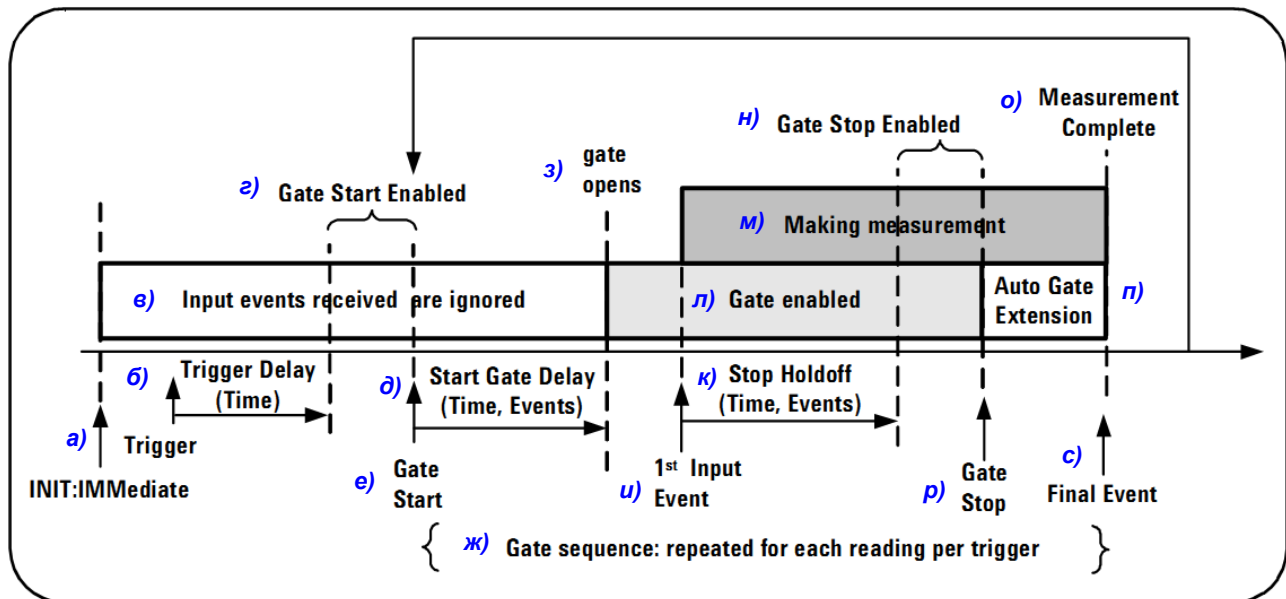 о) Measurement
Complete
н) Gate Stop Enabled
з) gate
opens
г) Gate Start Enabled
м) Making measurement
в) Input events received are ignored
л) Gate enabled
Auto Gate
Extension
п)
б) Trigger Delay
(Time)
д) Start Gate Delay
(Time, Events)
к) Stop Holdoff
(Time, Events)
а) Trigger
INIT:IMMediate
е) Gate
Start
и) 1st Input
Event
р) Gate
Stop
с) Final Event
ж) Gate sequence: repeated for each reading per trigger